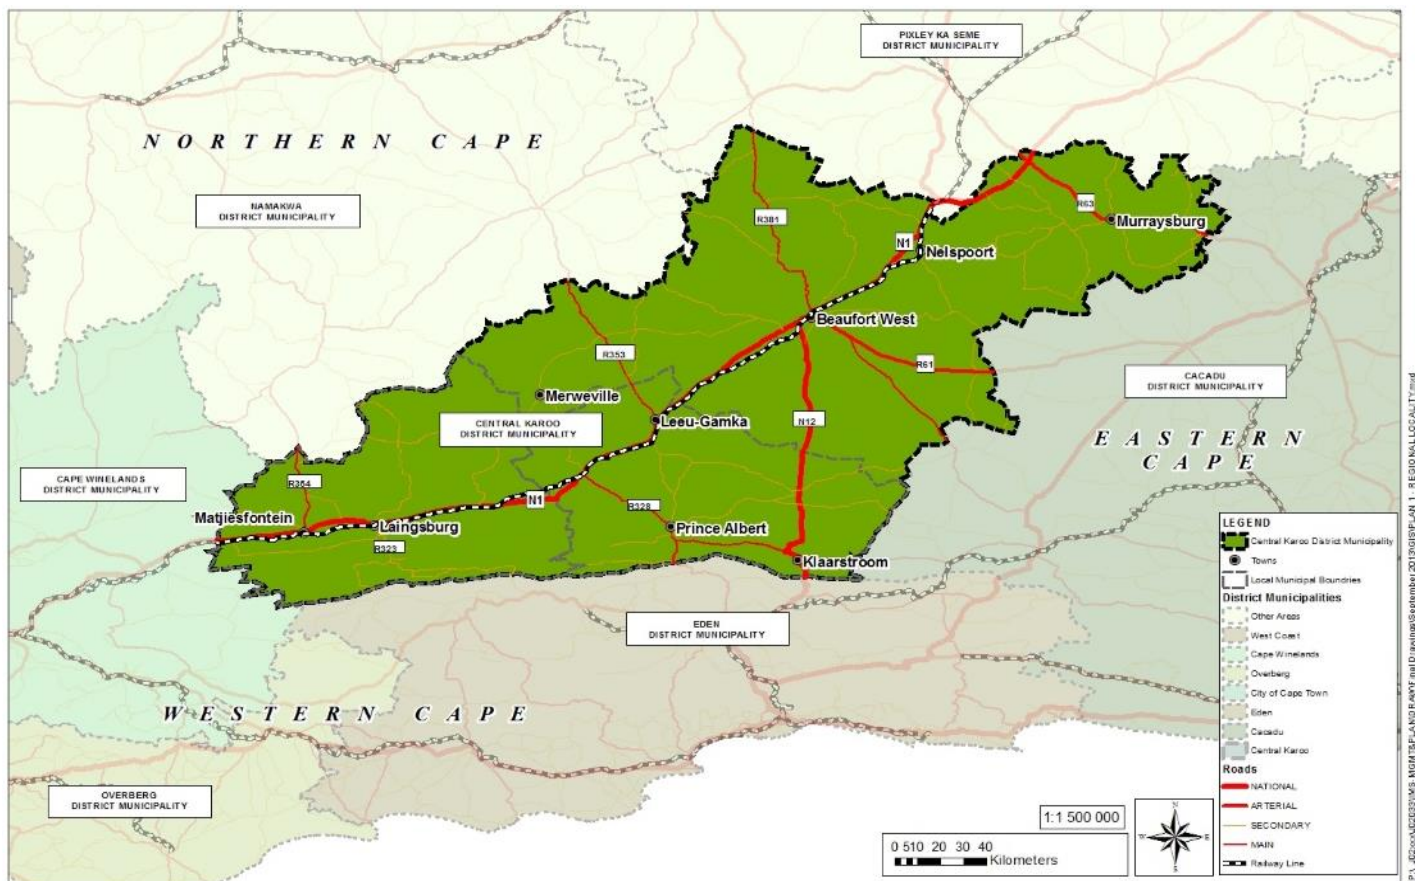 PIXLEY KA SEME
DISTRICT MUNICIPALITY
NORTHERN CAPE
NAMAKWA
DISTRICT MUNICIPALITY
R381
R63
Murraysburg
N1
Nelspoort
Beaufort West
R353
R61
CACADU
DISTRICT MUNICIPALITY
Merweville
CENTRAL KAROO
DISTRICT MUNICIPALITY
Leeu-Gamka
N12
EASTERN
CAPE
CAPE WINELANDS
DISTRICT MUNICIPALITY
R354
N1
Matjiesfontein
Laingsburg
R328
Prince Albert
R323
Klaarstroom
EDEN
DISTRICT MUNICIPALITY
WESTERN CAPE
OVERBERG
DISTRICT MUNICIPALITY
LEGEND
Central Karoo District Municipality
Towns
Local Municipal Boundries
District Municipalities
Other Areas
West Coast
Cape Winelands
Overberg
City of Cape Town
Eden
Cacadu
Central Karoo
Roads
NATIONAL
ARTERIAL
SECONDARY
MAIN
Railway Line
1:1 500 000
0 5 10 20 30 40
Kilometers
N
W E
S